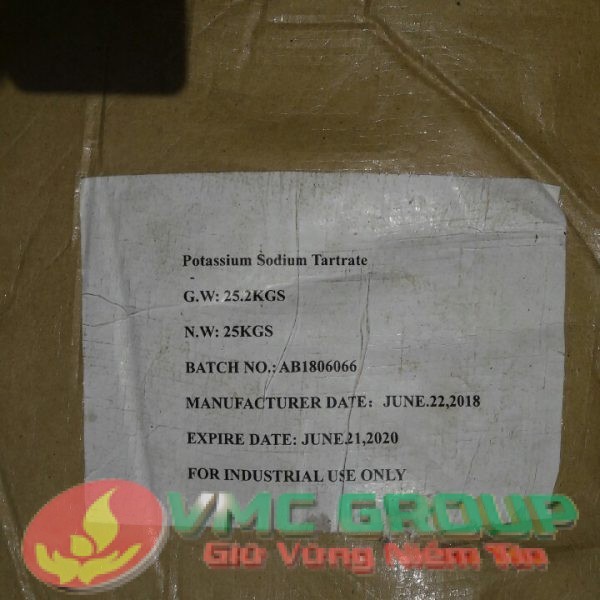 Potassium Sodium Tartrate
G.W: 25.2KGS
N.W: 25KGS
BATCH NO.: AB1806066
MANUFACTURER DATE: JUNE.22,2018
EXPIRE DATE: JUNE.21,2020
FOR INDUSTRIAL USE ONLY
VMC GROUP
Giữ Vững Niềm Tin